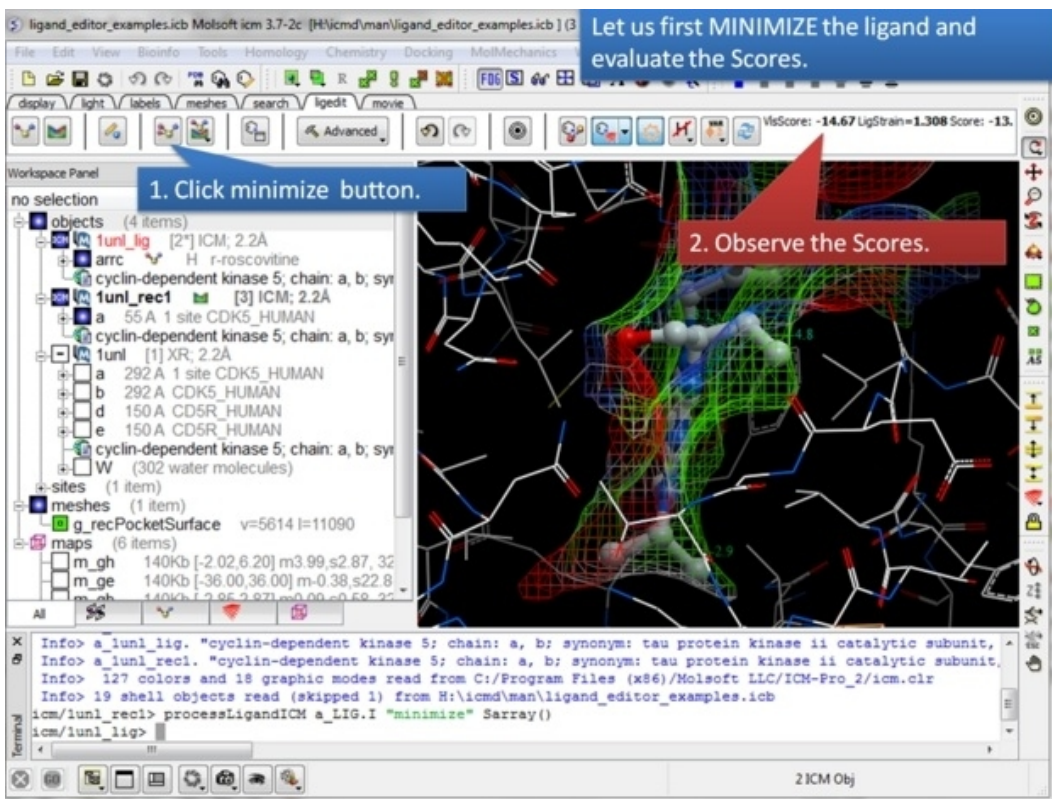 ligand_editor_examples.icb Molsoft icm 3.7-2c [H:\icmd\man\ligand_editor_examples.icb ] (3
Let us first MINIMIZE the ligand and
evaluate the Scores.
File Edit View Bioinfo Tools Homology Chemistry Docking MolMechanics
R FOG S
display light labels meshes search ligedit movie
Advanced
VlsScore: -14.67 LigStrain=1.308 Score: -13.
Workspace Panel
1. Click minimize button.
no selection
2. Observe the Scores.
objects (4 items)
1unl_lig [2*] ICM; 2.2Å
arrc H r-roscovitine
cyclin-dependent kinase 5; chain: a, b; syr
1unl_rec1 [3] ICM; 2.2Å
a 55 A 1 site CDK5_HUMAN
cyclin-dependent kinase 5; chain: a, b; syr
1unl [1] XR; 2.2Å
a 292 A 1 site CDK5_HUMAN
b 292 A CDK5_HUMAN
d 150 A CD5R_HUMAN
e 150 A CD5R_HUMAN
cyclin-dependent kinase 5; chain: a, b; syr
W (302 water molecules)
sites (1 item)
meshes (1 item)
g_recPocketSurface v=5614 l=11090
maps (6 items)
m_gh 140Kb [-2.02,6.20] m3.99,s2.87, 32
m_ge 140Kb [-36.00,36.00] m-0.38,s22.8
4.8
2.9
All
Info> a_1unl_lig. "cyclin-dependent kinase 5; chain: a, b; synonym: tau protein kinase ii catalytic subunit,
Info> a_1unl_rec1. "cyclin-dependent kinase 5; chain: a, b; synonym: tau protein kinase ii catalytic subunit,
Info> 127 colors and 18 graphic modes read from C:/Program Files (x86)/Molsoft LLC/ICM-Pro_2/icm.clr
Info> 19 shell objects read (skipped 1) from H:\icmd\man\ligand_editor_examples.icb
icm/1unl_rec1> processLigandICM a_LIG.I "minimize" Sarray()
icm/1unl_lig>
Terminal
2 ICM Obj